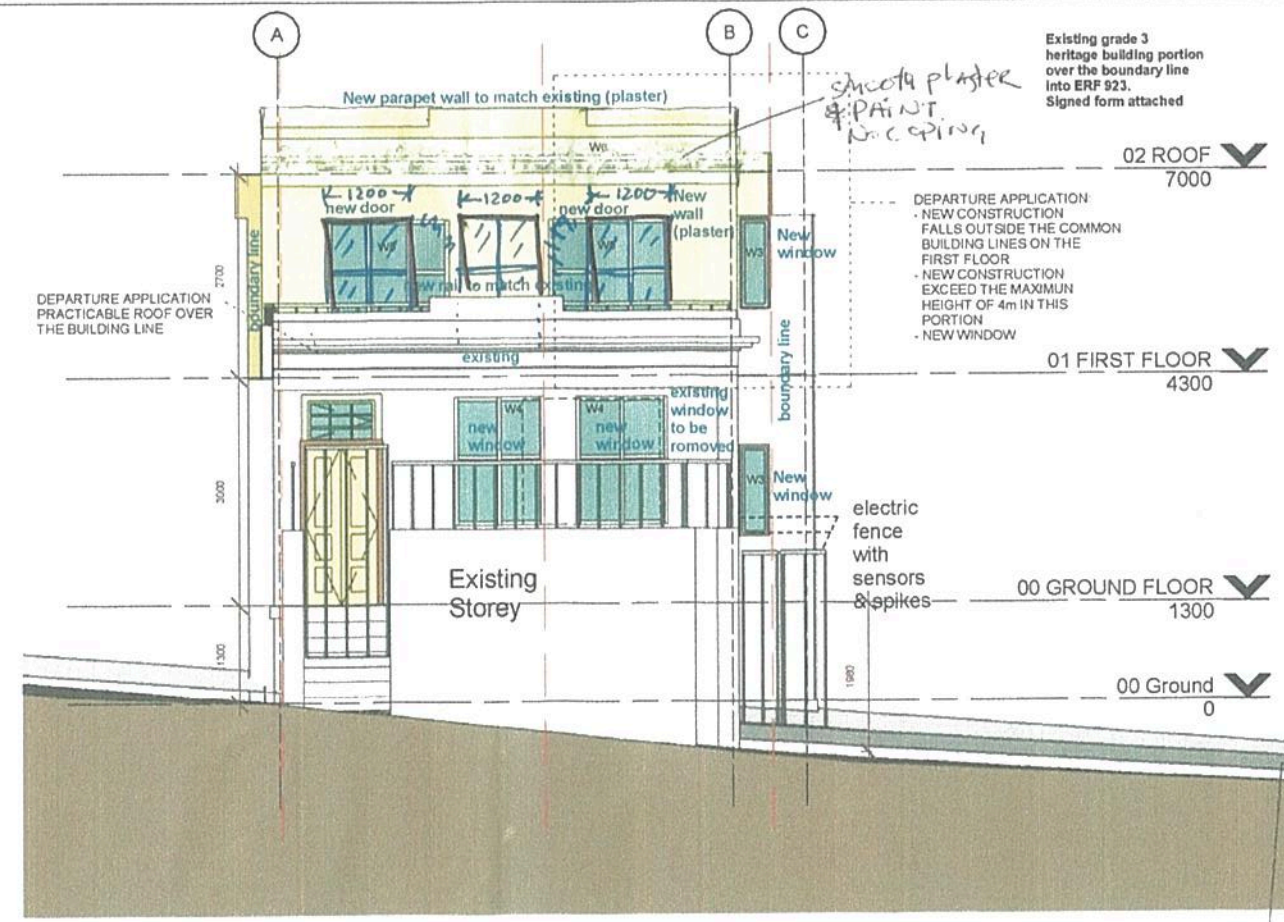 A
B
C
Existing grade 3
heritage building portion
over the boundary line
into ERF 923.
Signed form attached
New parapet wall to match existing (plaster)
smooth plaster
& PAINT
No coping
W6
02 ROOF
7000
1200
1200
1200
new door
new door
New
wall
(plaster)
New
window
W3
new rail to match existing
boundary line
2700
DEPARTURE APPLICATION
PRACTICABLE ROOF OVER
THE BUILDING LINE
DEPARTURE APPLICATION
- NEW CONSTRUCTION
FALLS OUTSIDE THE COMMON
BUILDING LINES ON THE
FIRST FLOOR
- NEW CONSTRUCTION
EXCEED THE MAXIMUN
HEIGHT OF 4m IN THIS
PORTION
- NEW WINDOW
existing
01 FIRST FLOOR
4300
boundary line
W4
new
window
W4
new
window
existing
window
to be
romoved
W3
New
window
3000
electric
fence
with
sensors
& spikes
Existing
Storey
00 GROUND FLOOR
1300
1300
1980
00 Ground
0